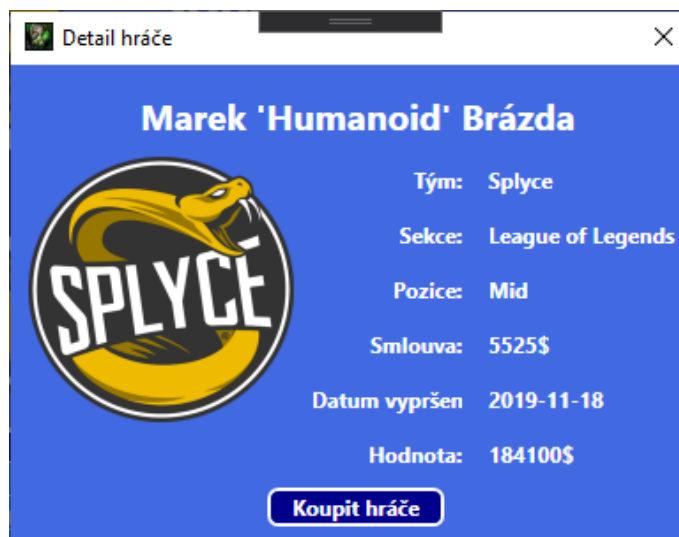 Detail hráče
Marek 'Humanoid' Brázda
SPLYCE
Tým: Splyce
Sekce: League of Legends
Pozice: Mid
Smlouva: 5525$
Datum vypršen 2019-11-18
Hodnota: 184100$
Koupit hráče